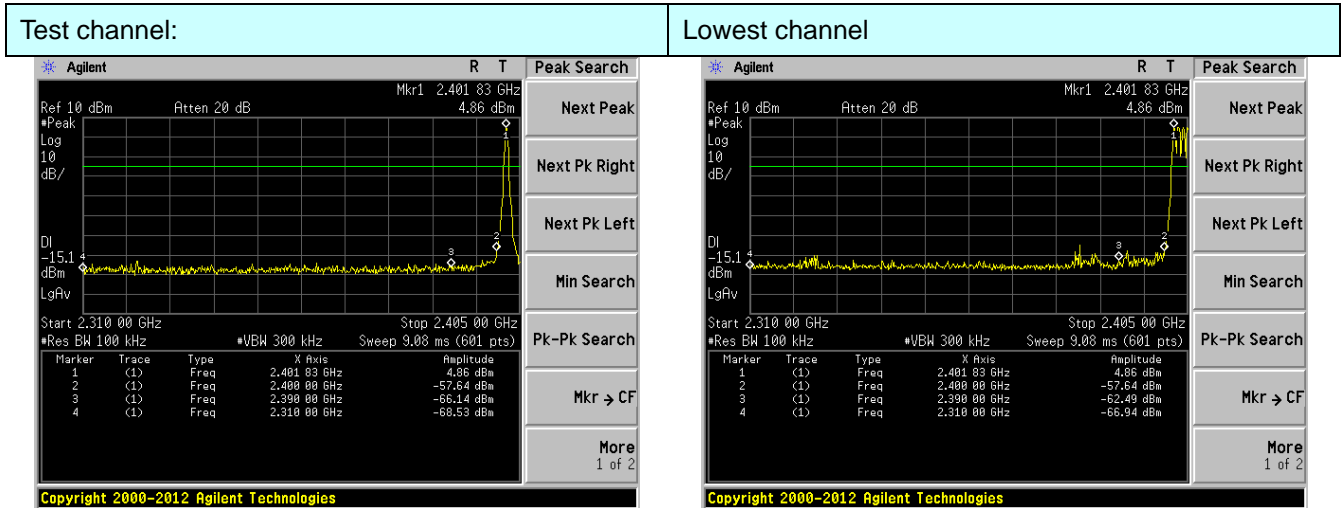 Test channel:
Lowest channel
Agilent
R T
Peak Search
Mkr1 2.401 83 GHz
Ref 10 dBm
Atten 20 dB
4.86 dBm
#Peak
Log
10
dB/
1
2
3
4
DI
-15.1
dBm
LgAv
Start 2.310 00 GHz
Stop 2.405 00 GHz
#Res BW 100 kHz
#VBW 300 kHz
Sweep 9.08 ms (601 pts)
Marker Trace Type X Axis Amplitude
1 (1) Freq 2.401 83 GHz 4.86 dBm
2 (1) Freq 2.400 00 GHz -57.64 dBm
3 (1) Freq 2.390 00 GHz -66.14 dBm
4 (1) Freq 2.310 00 GHz -68.53 dBm
Next Peak
Next Pk Right
Next Pk Left
Min Search
Pk-Pk Search
Mkr → CF
More
1 of 2
Copyright 2000-2012 Agilent Technologies
Agilent
R T
Peak Search
Mkr1 2.401 83 GHz
Ref 10 dBm
Atten 20 dB
4.86 dBm
#Peak
Log
10
dB/
1
2
3
4
DI
-15.1
dBm
LgAv
Start 2.310 00 GHz
Stop 2.405 00 GHz
#Res BW 100 kHz
#VBW 300 kHz
Sweep 9.08 ms (601 pts)
Marker Trace Type X Axis Amplitude
1 (1) Freq 2.401 83 GHz 4.86 dBm
2 (1) Freq 2.400 00 GHz -57.64 dBm
3 (1) Freq 2.390 00 GHz -62.49 dBm
4 (1) Freq 2.310 00 GHz -66.94 dBm
Next Peak
Next Pk Right
Next Pk Left
Min Search
Pk-Pk Search
Mkr → CF
More
1 of 2
Copyright 2000-2012 Agilent Technologies